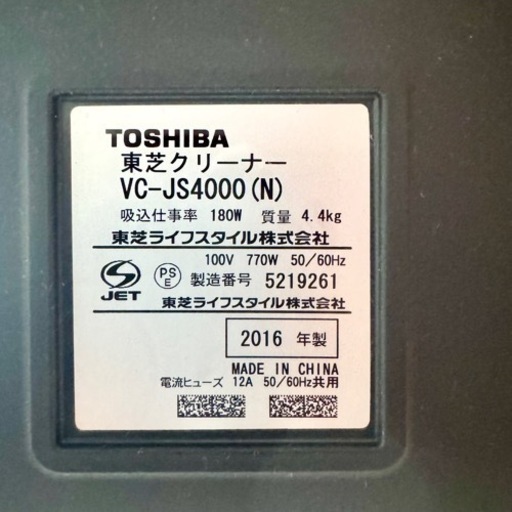 TOSHIBA
東芝クリーナー
VC-JS4000(N)
吸込仕事率 180W 質量 4.4kg
東芝ライフスタイル株式会社
100V 770W 50/60Hz
S JET PS E 製造番号 5219261
東芝ライフスタイル株式会社
2016 年製
MADE IN CHINA
電流ヒューズ 12A 50/60Hz共用